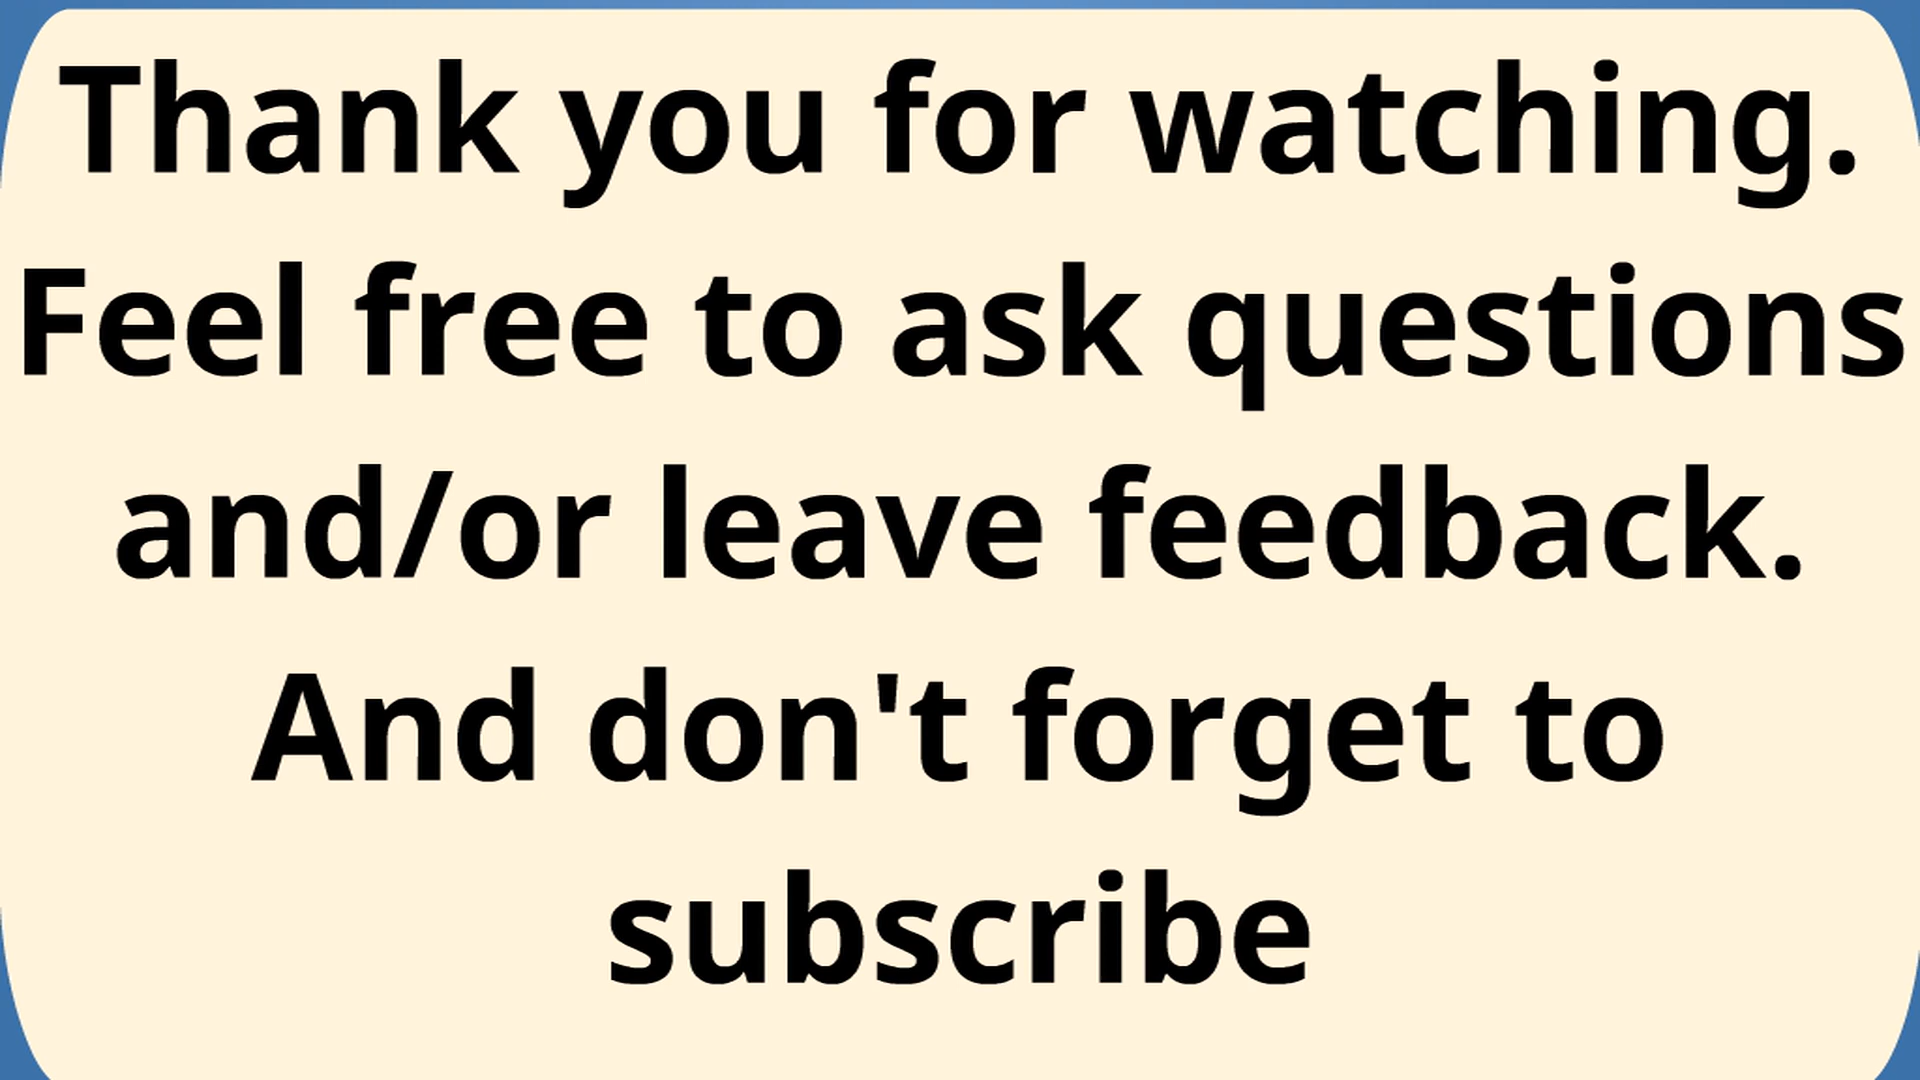 Thank you for watching.
Feel free to ask questions
and/or leave feedback.
And don't forget to
subscribe